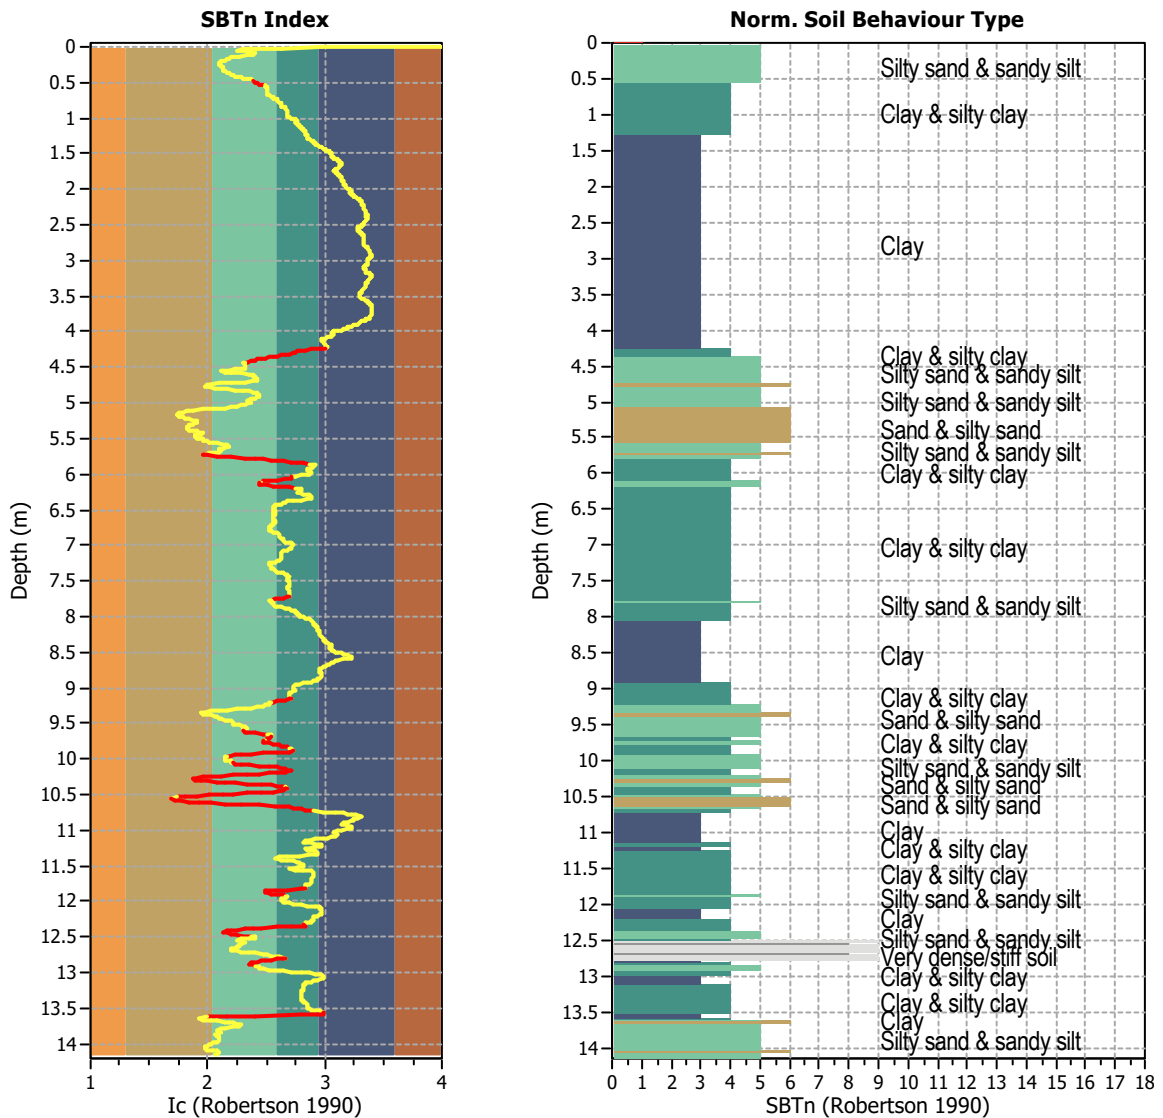 SBTn Index
0
0.5
1
1.5
2
2.5
3
3.5
4
4.5
5
5.5
6
6.5
7
7.5
8
8.5
9
9.5
10
10.5
11
11.5
12
12.5
13
13.5
14
Depth (m)
1 2 3 4
Ic (Robertson 1990)
Norm. Soil Behaviour Type
0
0.5
1
1.5
2
2.5
3
3.5
4
4.5
5
5.5
6
6.5
7
7.5
8
8.5
9
9.5
10
10.5
11
11.5
12
12.5
13
13.5
14
Depth (m)
Silty sand & sandy silt
Clay & silty clay
Clay
Clay & silty clay
Silty sand & sandy silt
Silty sand & sandy silt
Sand & silty sand
Silty sand & sandy silt
Clay & silty clay
Clay & silty clay
Silty sand & sandy silt
Clay
Clay & silty clay
Sand & silty sand
Clay & silty clay
Silty sand & sandy silt
Sand & silty sand
Sand & silty sand
Clay
Clay & silty clay
Clay & silty clay
Silty sand & sandy silt
Clay
Silty sand & sandy silt
Very dense/stiff soil
Clay & silty clay
Clay & silty clay
Clay
Silty sand & sandy silt
0 1 2 3 4 5 6 7 8 9 10 11 12 13 14 15 16 17 18
SBTn (Robertson 1990)